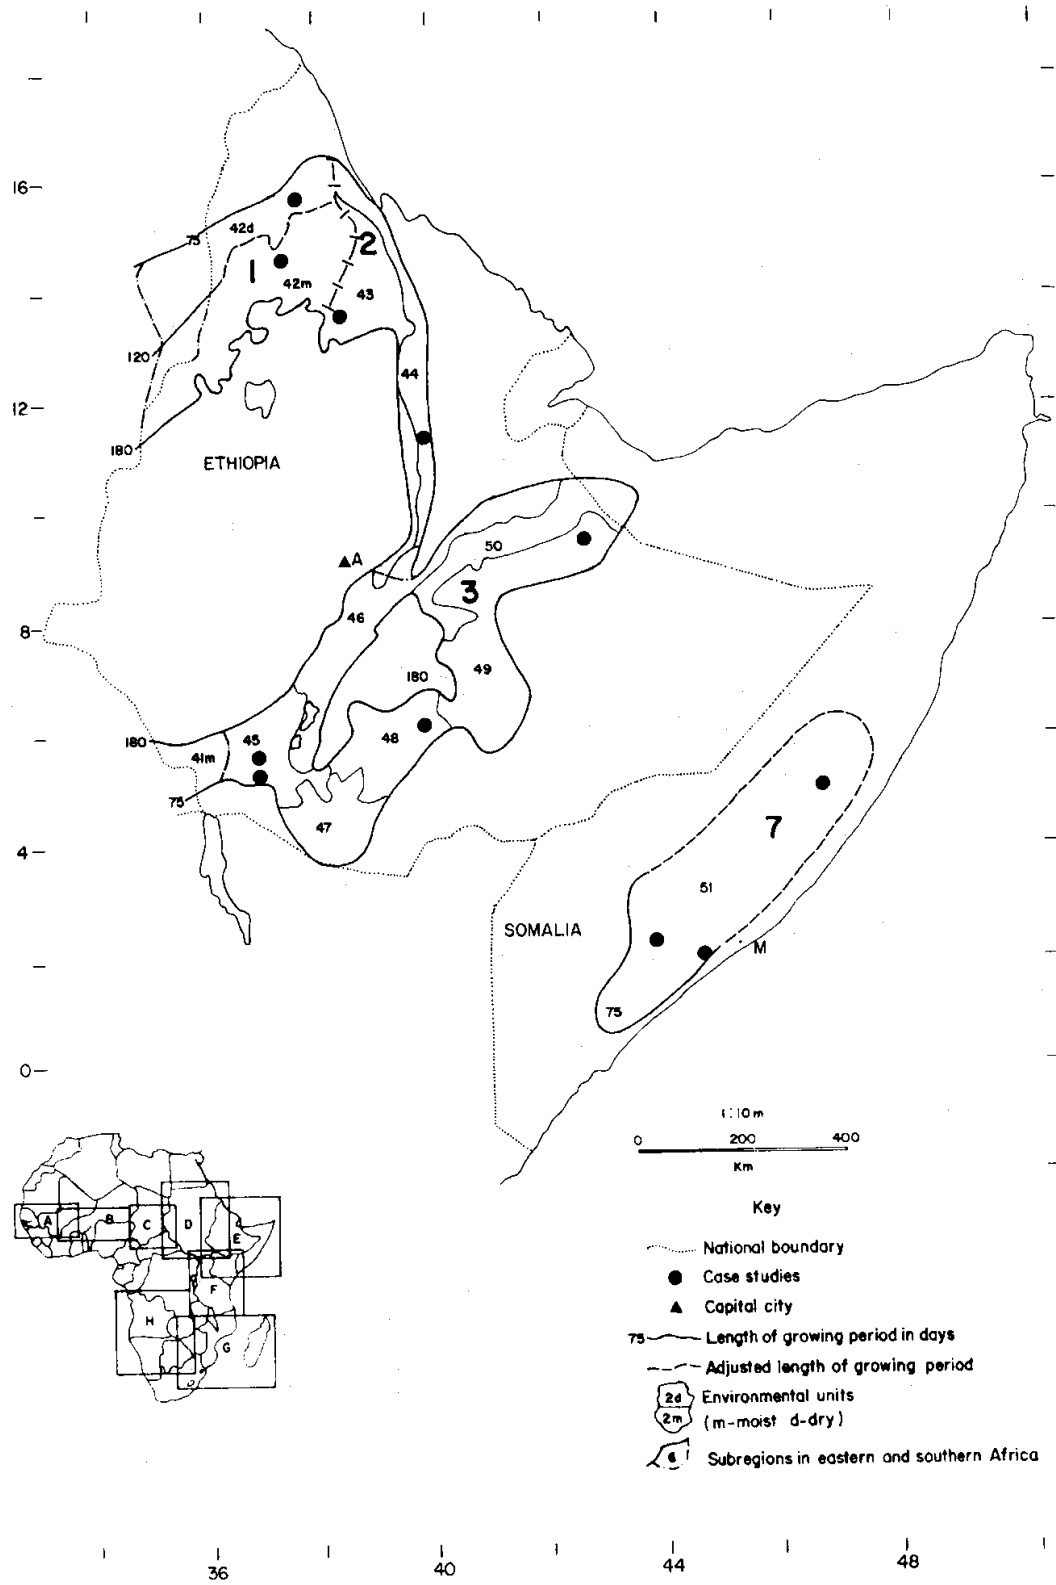 16
75
42d
2
1
42m
43
120
44
12
180
ETHIOPIA
50
A
3
46
8
49
180
180
45
48
41m
75
47
7
4
51
SOMALIA
M
75
0
1:10m
0 200 400
Km
Key
National boundary
Case studies
Capital city
75 Length of growing period in days
Adjusted length of growing period
2d Environmental units
2m (m-moist d-dry)
6 Subregions in eastern and southern Africa
A B C D
E
F
H
G
36 40 44 48